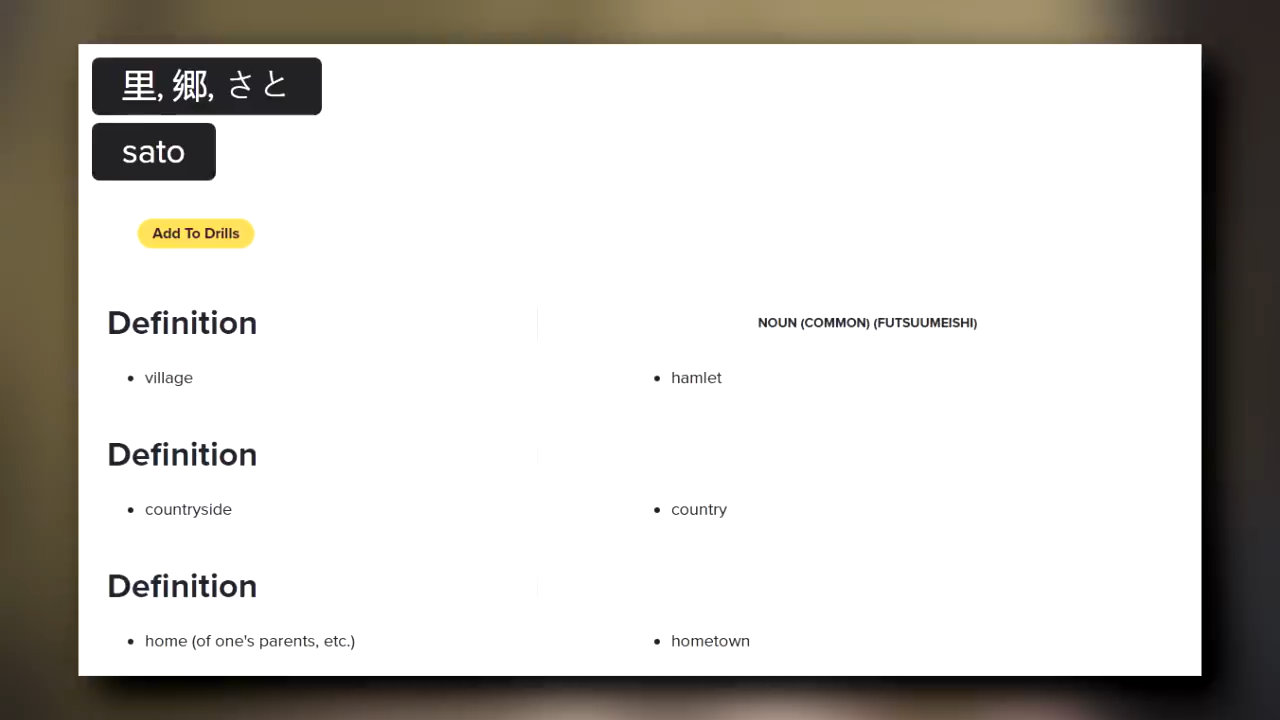 里, 郷, さと
sato
Add To Drills
Definition
NOUN (COMMON) (FUTSUUMEISHI)
village
hamlet
Definition
countryside
country
Definition
home (of one's parents, etc.)
hometown